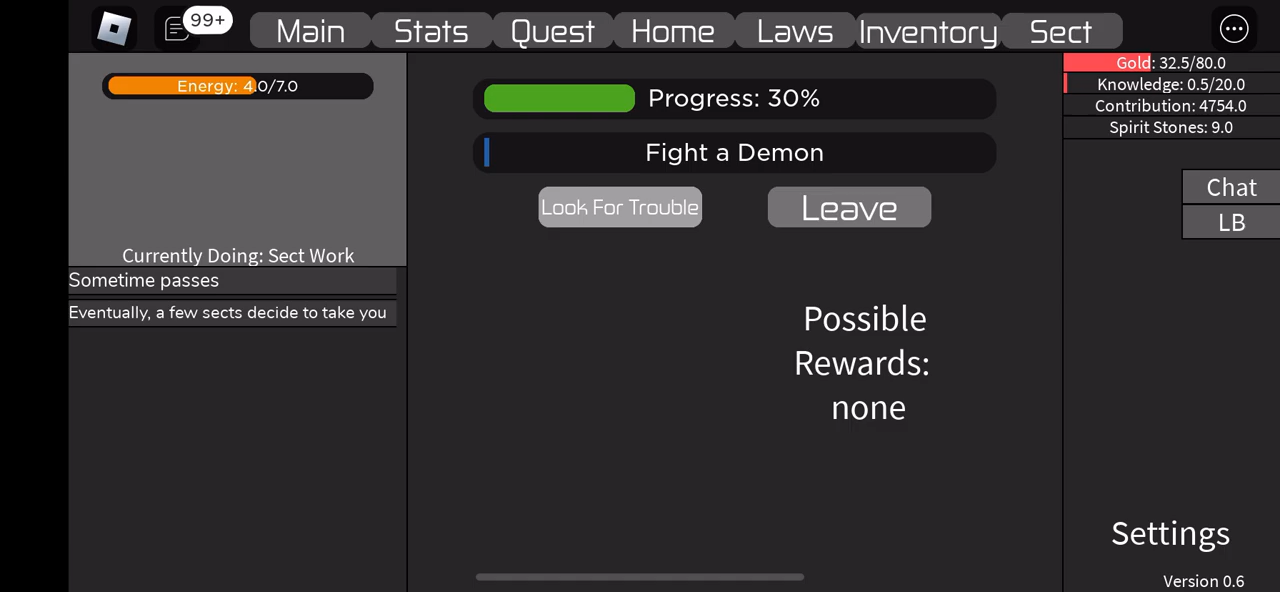 99+
Main
Stats
Quest
Home
Laws
Inventory
Sect
Energy: 4.0/7.0
Currently Doing: Sect Work
Sometime passes
Eventually, a few sects decide to take you
Progress: 30%
Fight a Demon
Look For Trouble
Leave
Possible
Rewards:
none
Gold: 32.5/80.0
Knowledge: 0.5/20.0
Contribution: 4754.0
Spirit Stones: 9.0
Chat
LB
Settings
Version 0.6